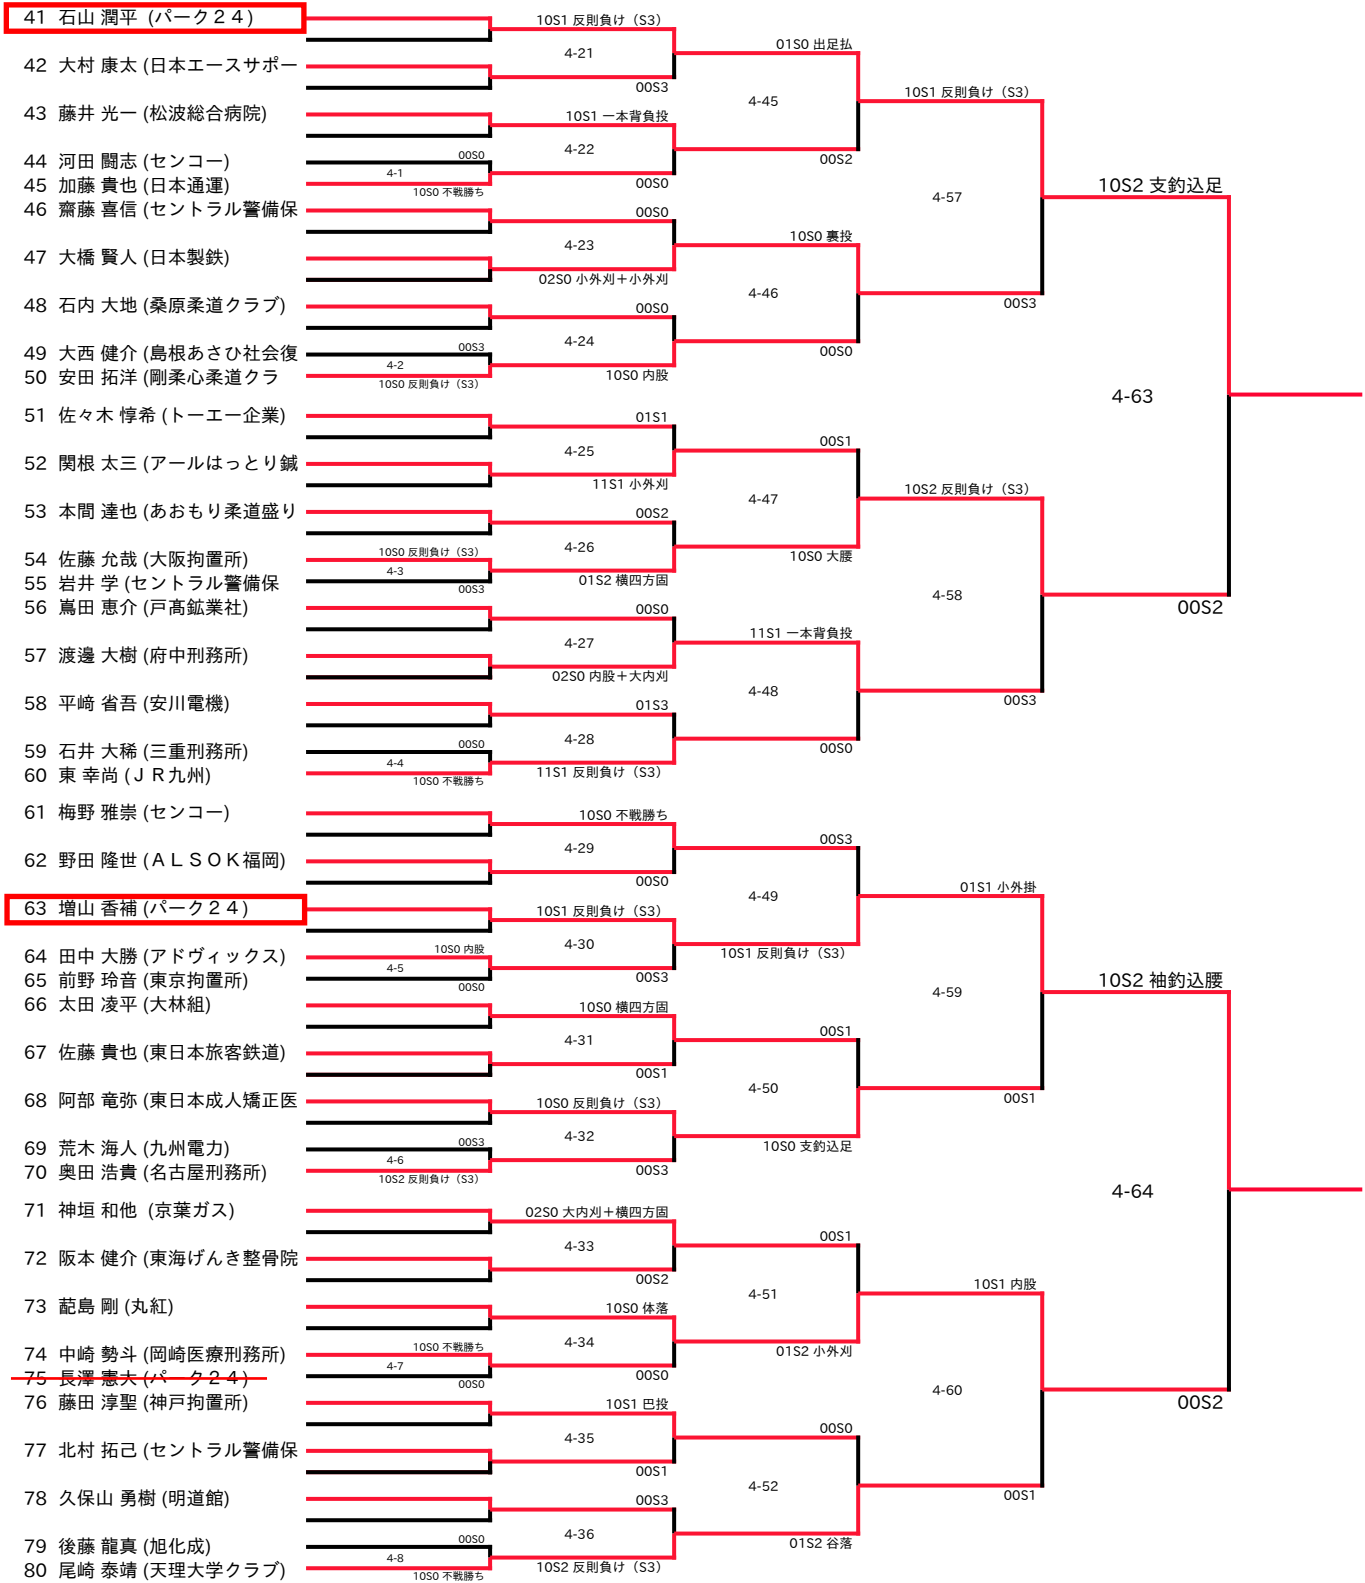 41 石山 潤平 (パーク２４)
42 大村 康太 (日本エースサポー
43 藤井 光一 (松波総合病院)
44 河田 闘志 (センコー)
45 加藤 貴也 (日本通運)
46 齋藤 喜信 (セントラル警備保
47 大橋 賢人 (日本製鉄)
48 石内 大地 (桑原柔道クラブ)
49 大西 健介 (島根あさひ社会復
50 安田 拓洋 (剛柔心柔道クラ
51 佐々木 惇希 (トーエー企業)
52 関根 太三 (アールはっとり鍼
53 本間 達也 (あおもり柔道盛り
54 佐藤 允哉 (大阪拘置所)
55 岩井 学 (セントラル警備保
56 嶌田 恵介 (戸髙鉱業社)
57 渡邊 大樹 (府中刑務所)
58 平﨑 省吾 (安川電機)
59 石井 大稀 (三重刑務所)
60 東 幸尚 (ＪＲ九州)
61 梅野 雅崇 (センコー)
62 野田 隆世 (ＡＬＳＯＫ福岡)
63 増山 香補 (パーク２４)
64 田中 大勝 (アドヴィックス)
65 前野 玲音 (東京拘置所)
66 太田 凌平 (大林組)
67 佐藤 貴也 (東日本旅客鉄道)
68 阿部 竜弥 (東日本成人矯正医
69 荒木 海人 (九州電力)
70 奥田 浩貴 (名古屋刑務所)
71 神垣 和他 (京葉ガス)
72 阪本 健介 (東海げんき整骨院
73 蓜島 剛 (丸紅)
74 中崎 勢斗 (岡崎医療刑務所)
75 長澤 憲大 (パーク２４)
76 藤田 淳聖 (神戸拘置所)
77 北村 拓己 (セントラル警備保
78 久保山 勇樹 (明道館)
79 後藤 龍真 (旭化成)
80 尾崎 泰靖 (天理大学クラブ)
00S0
4-1
10S0 不戦勝ち
00S3
4-2
10S0 反則負け（S3）
10S0 反則負け（S3）
4-3
00S3
00S0
4-4
10S0 不戦勝ち
10S0 内股
4-5
00S0
00S3
4-6
10S2 反則負け（S3）
10S0 不戦勝ち
4-7
00S0
00S0
4-8
10S0 不戦勝ち
10S1 反則負け（S3）
4-21
00S3
10S1 一本背負投
4-22
00S0
00S0
4-23
02S0 小外刈＋小外刈
00S0
4-24
10S0 内股
01S1
4-25
11S1 小外刈
00S2
4-26
01S2 横四方固
00S0
4-27
02S0 内股＋大内刈
01S3
4-28
11S1 反則負け（S3）
10S0 不戦勝ち
4-29
00S0
10S1 反則負け（S3）
4-30
00S3
10S0 横四方固
4-31
00S1
10S0 反則負け（S3）
4-32
00S3
02S0 大内刈＋横四方固
4-33
00S2
10S0 体落
4-34
00S0
10S1 巴投
4-35
00S1
00S3
4-36
10S2 反則負け（S3）
01S0 出足払
4-45
00S2
10S0 裏投
4-46
00S0
00S1
4-47
10S0 大腰
11S1 一本背負投
4-48
00S0
00S3
4-49
10S1 反則負け（S3）
00S1
4-50
10S0 支釣込足
00S1
4-51
01S2 小外刈
00S0
4-52
01S2 谷落
10S1 反則負け（S3）
4-57
00S3
10S2 反則負け（S3）
4-58
00S3
01S1 小外掛
4-59
00S1
10S1 内股
4-60
00S1
10S2 支釣込足
4-63
00S2
10S2 袖釣込腰
4-64
00S2